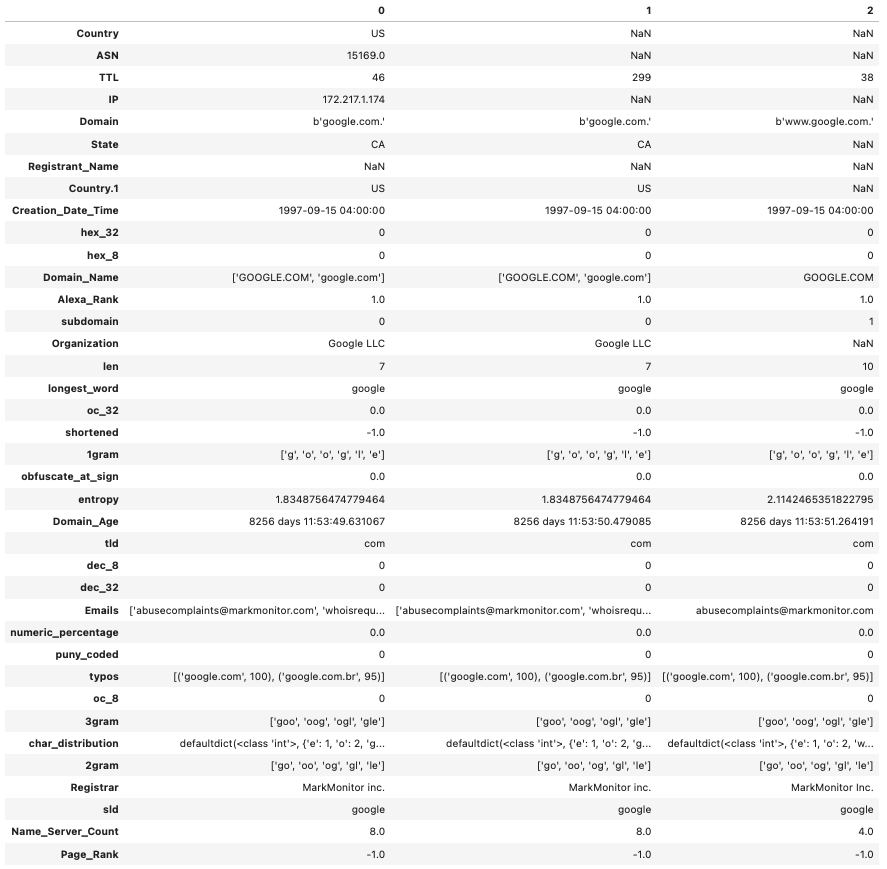 0 1 2
Country US NaN NaN
ASN 15169.0 NaN NaN
TTL 46 299 38
IP 172.217.1.174 NaN NaN
Domain b'google.com.' b'google.com.' b'www.google.com.'
State CA CA NaN
Registrant_Name NaN NaN NaN
Country.1 US US NaN
Creation_Date_Time 1997-09-15 04:00:00 1997-09-15 04:00:00 1997-09-15 04:00:00
hex_32 0 0 0
hex_8 0 0 0
Domain_Name ['GOOGLE.COM', 'google.com'] ['GOOGLE.COM', 'google.com'] GOOGLE.COM
Alexa_Rank 1.0 1.0 1.0
subdomain 0 0 1
Organization Google LLC Google LLC NaN
len 7 7 10
longest_word google google google
oc_32 0.0 0.0 0.0
shortened -1.0 -1.0 -1.0
1gram ['g', 'o', 'o', 'g', 'l', 'e'] ['g', 'o', 'o', 'g', 'l', 'e'] ['g', 'o', 'o', 'g', 'l', 'e']
obfuscate_at_sign 0.0 0.0 0.0
entropy 1.8348756474779464 1.8348756474779464 2.1142465351822795
Domain_Age 8256 days 11:53:49.631067 8256 days 11:53:50.479085 8256 days 11:53:51.264191
tld com com com
dec_8 0 0 0
dec_32 0 0 0
Emails ['abusecomplaints@markmonitor.com', 'whoisrequ... ['abusecomplaints@markmonitor.com', 'whoisrequ... abusecomplaints@markmonitor.com
numeric_percentage 0.0 0.0 0.0
puny_coded 0 0 0
typos [('google.com', 100), ('google.com.br', 95)] [('google.com', 100), ('google.com.br', 95)] [('google.com', 100), ('google.com.br', 95)]
oc_8 0 0 0
3gram ['goo', 'oog', 'ogl', 'gle'] ['goo', 'oog', 'ogl', 'gle'] ['goo', 'oog', 'ogl', 'gle']
char_distribution defaultdict(<class 'int'>, {'e': 1, 'o': 2, 'g... defaultdict(<class 'int'>, {'e': 1, 'o': 2, 'g... defaultdict(<class 'int'>, {'e': 1, 'o': 2, 'w...
2gram ['go', 'oo', 'og', 'gl', 'le'] ['go', 'oo', 'og', 'gl', 'le'] ['go', 'oo', 'og', 'gl', 'le']
Registrar MarkMonitor inc. MarkMonitor inc. MarkMonitor Inc.
sld google google google
Name_Server_Count 8.0 8.0 4.0
Page_Rank -1.0 -1.0 -1.0